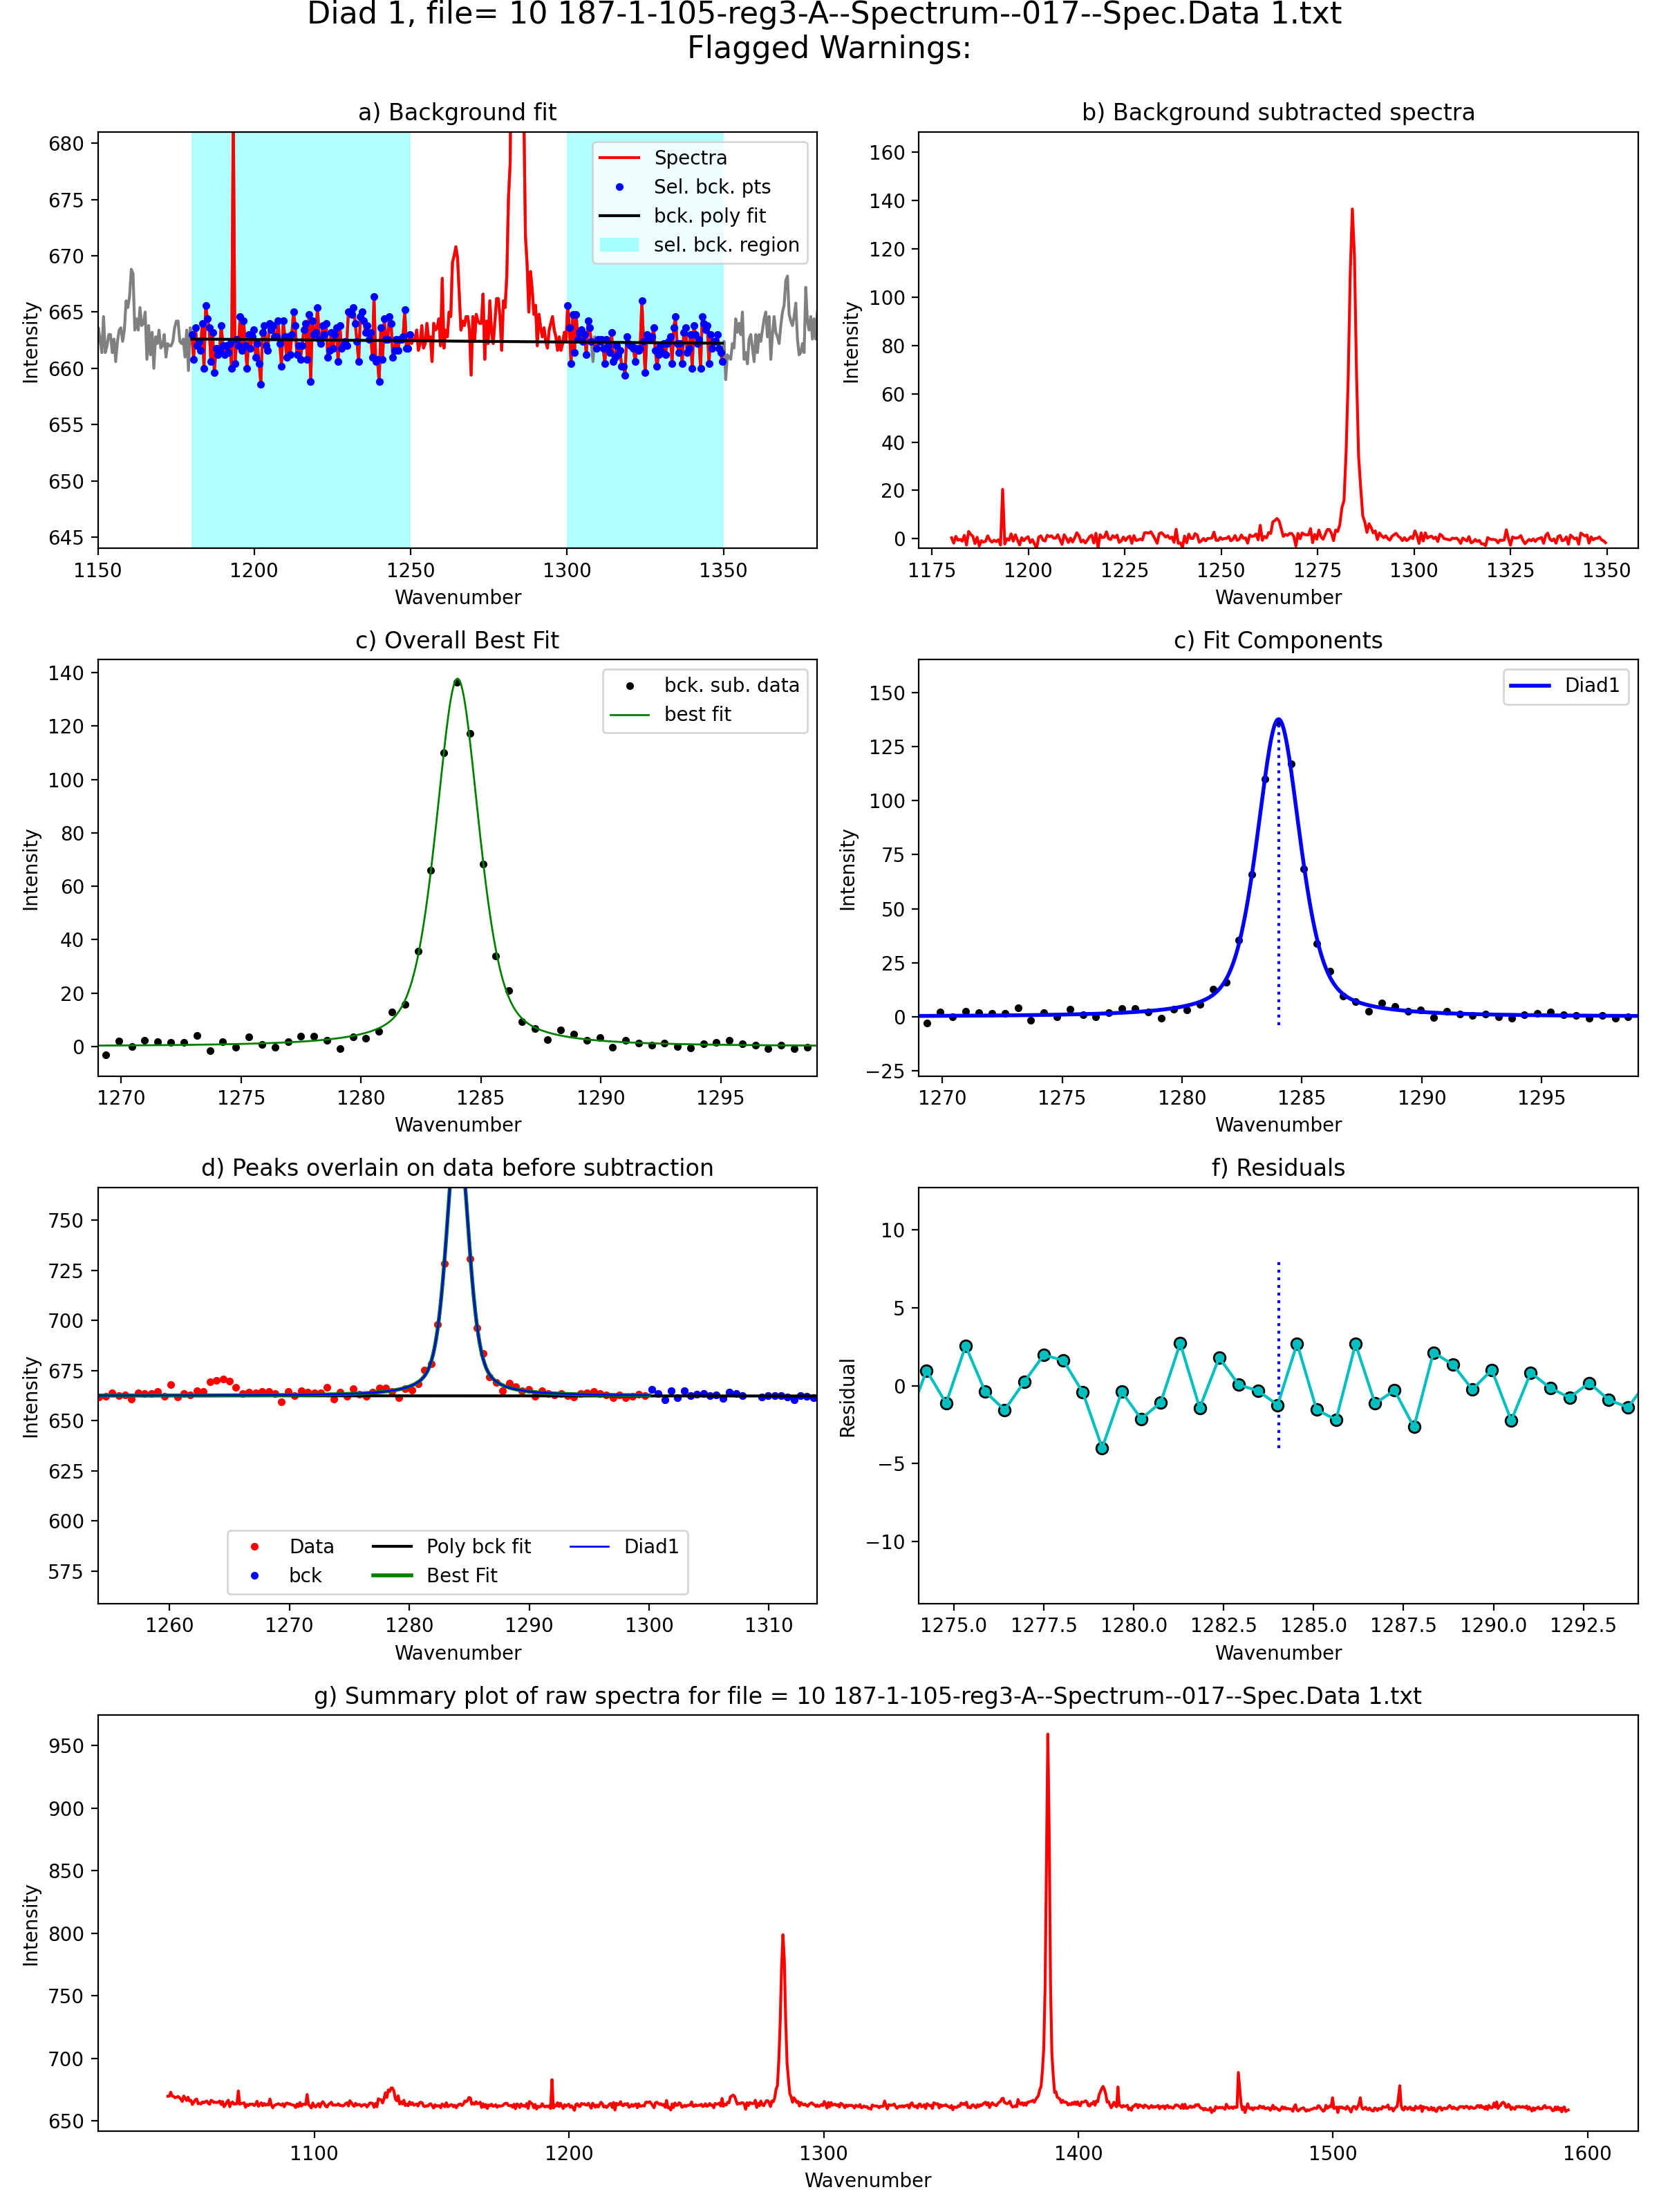 Diad 1, file= 10 187-1-105-reg3-A--Spectrum--017--Spec.Data 1.txt
Flagged Warnings:
a) Background fit
680
675
670
665
660
655
650
645
Intensity
Spectra
Sel. bck. pts
bck. poly fit
sel. bck. region
1150
1200
1250
1300
1350
Wavenumber
b) Background subtracted spectra
160
140
120
100
80
60
40
20
0
Intensity
1175
1200
1225
1250
1275
1300
1325
1350
Wavenumber
c) Overall Best Fit
140
120
100
80
60
40
20
0
Intensity
bck. sub. data
best fit
1270
1275
1280
1285
1290
1295
Wavenumber
c) Fit Components
150
125
100
75
50
25
0
−25
Intensity
Diad1
1270
1275
1280
1285
1290
1295
Wavenumber
d) Peaks overlain on data before subtraction
750
725
700
675
650
625
600
575
Intensity
Data
bck
Poly bck fit
Best Fit
Diad1
1260
1270
1280
1290
1300
1310
Wavenumber
f) Residuals
10
5
0
−5
−10
Residual
1275.0
1277.5
1280.0
1282.5
1285.0
1287.5
1290.0
1292.5
Wavenumber
g) Summary plot of raw spectra for file = 10 187-1-105-reg3-A--Spectrum--017--Spec.Data 1.txt
950
900
850
800
750
700
650
Intensity
1100
1200
1300
1400
1500
1600
Wavenumber